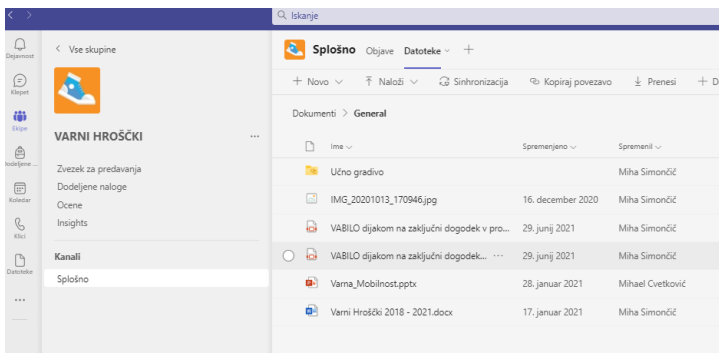 Iskanje
Dejavnost
Klepet
Ekipe
Koledar
Klici
Datoteke
Vse skupine
VARNI HROŠČKI
Zvezek za predavanja
Dodeljene naloge
Ocene
Insights
Kanali
Splošno
Splošno Objave Datoteke
Novo Naloži Sinhronizacija Kopiraj povezavo Prenesi D
Dokumenti > General
Ime Spremenjeno Spremenil
Učno gradivo Miha Simončič
IMG_20201013_170946.jpg 16. december 2020 Miha Simončič
VABILO dijakom na zaključni dogodek v pro... 29. junij 2021 Miha Simončič
VABILO dijakom na zaključni dogodek... 29. junij 2021 Miha Simončič
Varna_Mobilnost.pptx 28. januar 2021 Mihael Cvetković
Varni Hroščki 2018 - 2021.docx 17. januar 2021 Miha Simončič